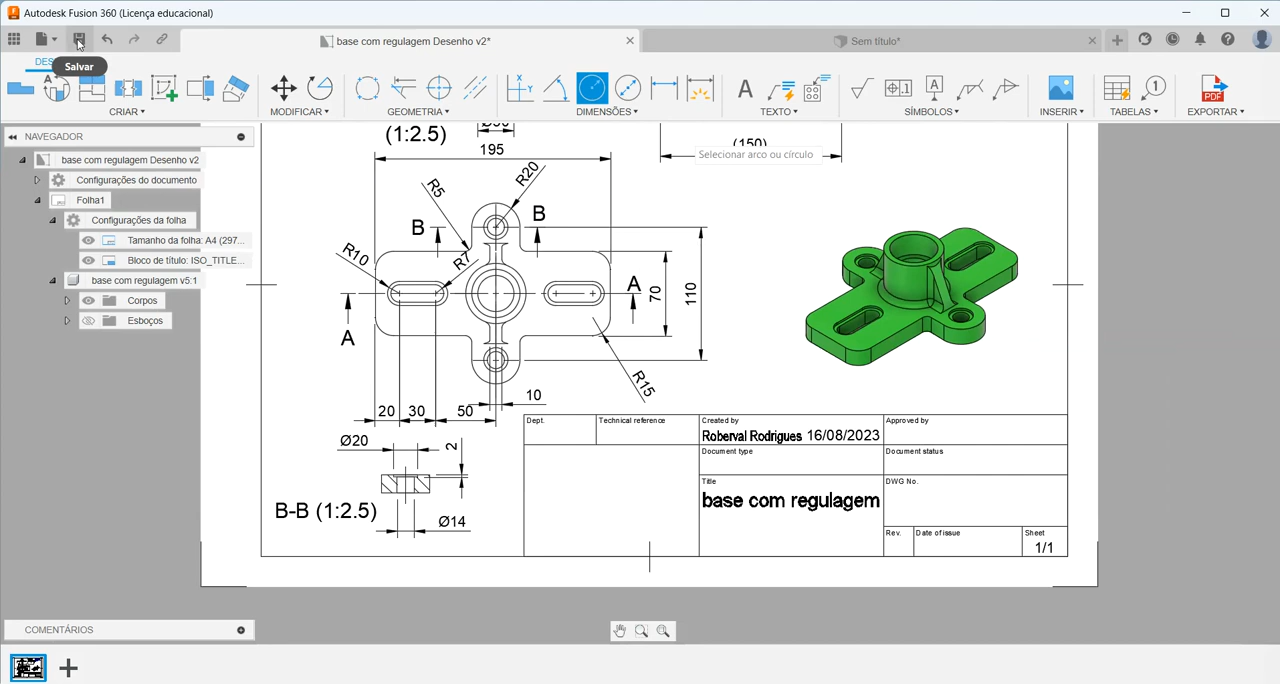 Autodesk Fusion 360 (Licença educacional)
base com regulagem Desenho v2*
Sem título*
DES
Salvar
CRIAR
MODIFICAR
GEOMETRIA
DIMENSÕES
TEXTO
SÍMBOLOS
INSERIR
TABELAS
PDF
EXPORTAR
NAVEGADOR
base com regulagem Desenho v2
Configurações do documento
Folha1
Configurações da folha
Tamanho da folha: A4 (297...
Bloco de título: ISO_TITLE...
base com regulagem v5:1
Corpos
Esboços
(1:2.5)
195
(150)
Selecionar arco ou círculo
R5
R20
B
B
R10
R7
A
A
70
110
R15
10
20
30
50
Ø20
2
B-B (1:2.5)
Ø14
Dept.
Technical reference
Created by
Roberval Rodrigues 16/08/2023
Approved by
Document type
Document status
Title
base com regulagem
DWG No.
Rev.
Date of issue
Sheet
1/1
COMENTÁRIOS